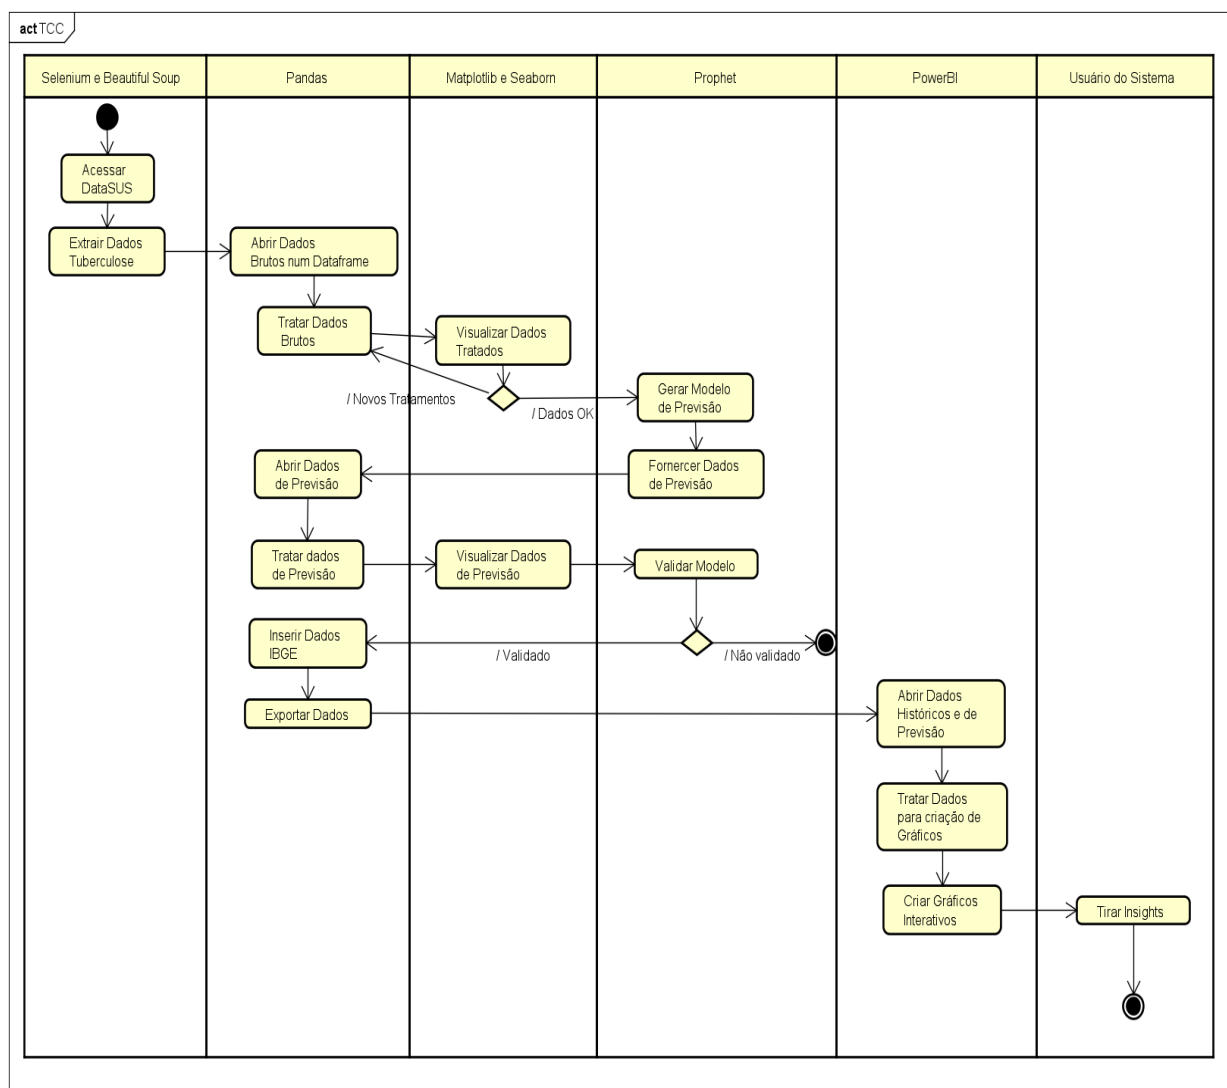 act TCC
Selenium e Beautiful Soup
Pandas
Matplotlib e Seaborn
Prophet
PowerBI
Usuário do Sistema
Acessar
DataSUS
Extrair Dados
Tuberculose
Abrir Dados
Brutos num Dataframe
Tratar Dados
Brutos
Visualizar Dados
Tratados
/ Novos Tratamentos
/ Dados OK
Gerar Modelo
de Previsão
Fornercer Dados
de Previsão
Abrir Dados
de Previsão
Tratar dados
de Previsão
Visualizar Dados
de Previsão
Validar Modelo
/ Não validado
/ Validado
Inserir Dados
IBGE
Exportar Dados
Abrir Dados
Históricos e de
Previsão
Tratar Dados
para criação de
Gráficos
Criar Gráficos
Interativos
Tirar Insights